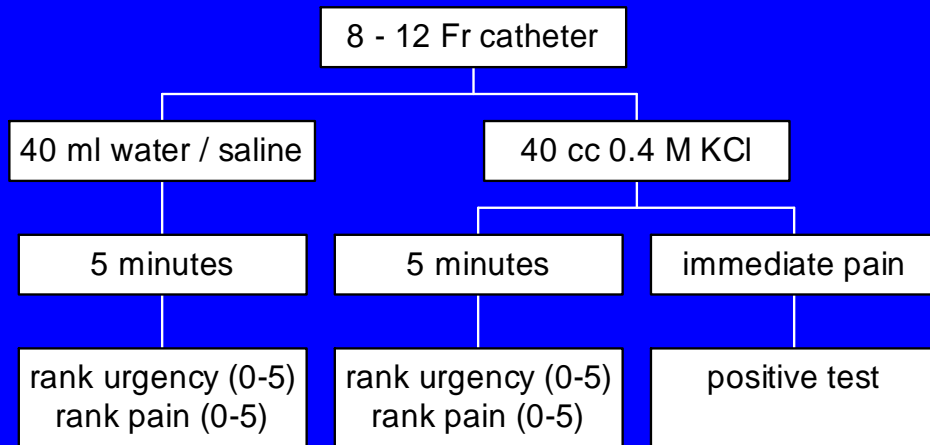 8 - 12 Fr catheter
40 ml water / saline
40 cc 0.4 M KCl
5 minutes
5 minutes
immediate pain
rank urgency (0-5)
rank pain (0-5)
rank urgency (0-5)
rank pain (0-5)
positive test